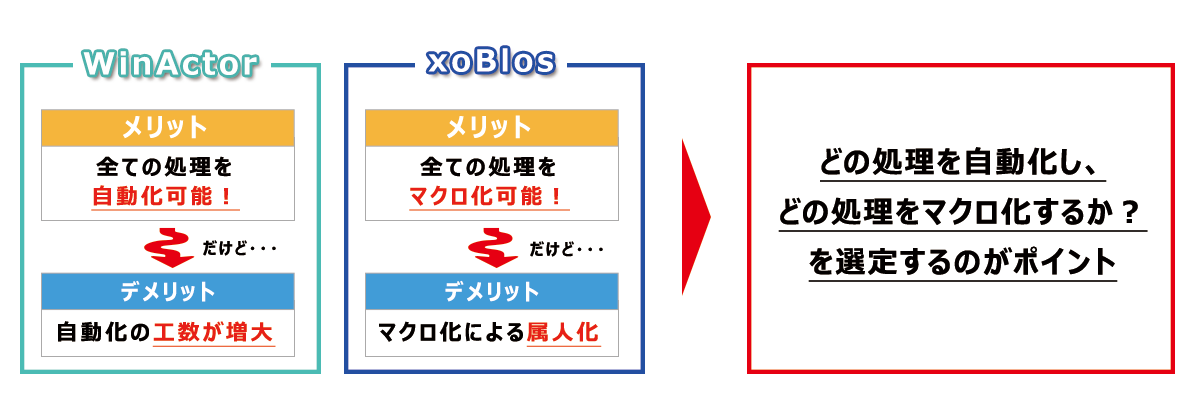 WinActor
メリット
全ての処理を
自動化可能！
だけど･･･
デメリット
自動化の工数が増大
xoBlos
メリット
全ての処理を
マクロ化可能！
だけど･･･
デメリット
マクロ化による属人化
どの処理を自動化し、
どの処理をマクロ化するか？
を選定するのがポイント